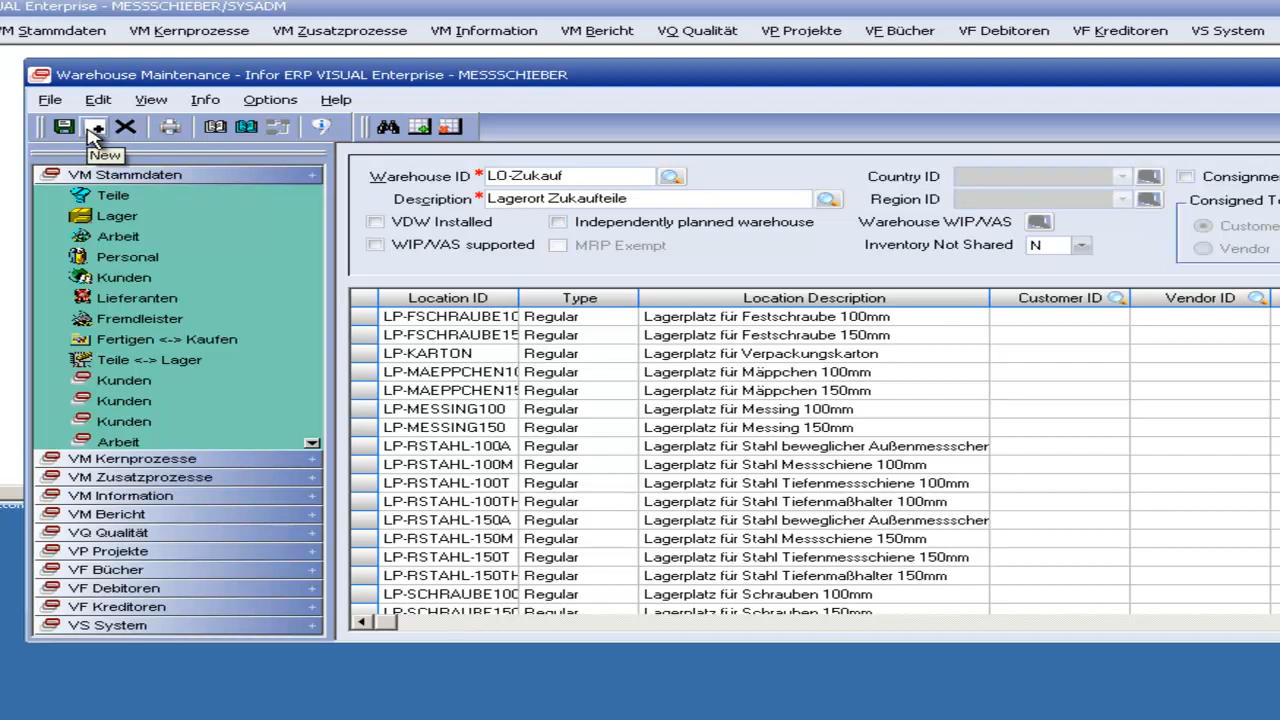 UAL Enterprise - MESSSCHIEBER/SYSADM
VM Stammdaten VM Kernprozesse VM Zusatzprozesse VM Information VM Bericht VQ Qualität VP Projekte VF Bücher VF Debitoren VF Kreditoren VS System
Warehouse Maintenance - Infor ERP VISUAL Enterprise - MESSSCHIEBER
File Edit View Info Options Help
New
VM Stammdaten
Teile
Lager
Arbeit
Personal
Kunden
Lieferanten
Fremdleister
Fertigen <-> Kaufen
Teile <-> Lager
Kunden
Kunden
Kunden
Arbeit
VM Kernprozesse
VM Zusatzprozesse
VM Information
VM Bericht
VQ Qualität
VP Projekte
VF Bücher
VF Debitoren
VF Kreditoren
VS System
Warehouse ID * LO-Zukauf Country ID Consignme
Description * Lagerort Zukaufteile Region ID Consigned To
VDW Installed Independently planned warehouse Warehouse WIP/VAS Custome
WIP/VAS supported MRP Exempt Inventory Not Shared N Vendor
Location ID Type Location Description Customer ID Vendor ID
LP-FSCHRAUBE10 Regular Lagerplatz für Festschraube 100mm
LP-FSCHRAUBE15 Regular Lagerplatz für Festschraube 150mm
LP-KARTON Regular Lagerplatz für Verpackungskarton
LP-MAEPPCHEN10 Regular Lagerplatz für Mäppchen 100mm
LP-MAEPPCHEN15 Regular Lagerplatz für Mäppchen 150mm
LP-MESSING100 Regular Lagerplatz für Messing 100mm
LP-MESSING150 Regular Lagerplatz für Messing 150mm
LP-RSTAHL-100A Regular Lagerplatz für Stahl beweglicher Außenmessscher
LP-RSTAHL-100M Regular Lagerplatz für Stahl Messschiene 100mm
LP-RSTAHL-100T Regular Lagerplatz für Stahl Tiefenmessschiene 100mm
LP-RSTAHL-100TH Regular Lagerplatz für Stahl Tiefenmaßhalter 100mm
LP-RSTAHL-150A Regular Lagerplatz für Stahl beweglicher Außenmessscher
LP-RSTAHL-150M Regular Lagerplatz für Stahl Messschiene 150mm
LP-RSTAHL-150T Regular Lagerplatz für Stahl Tiefenmessschiene 150mm
LP-RSTAHL-150TH Regular Lagerplatz für Stahl Tiefenmaßhalter 150mm
LP-SCHRAUBE100 Regular Lagerplatz für Schrauben 100mm
LP-SCHRAUBE150 Regular Lagerplatz für Schrauben 150mm